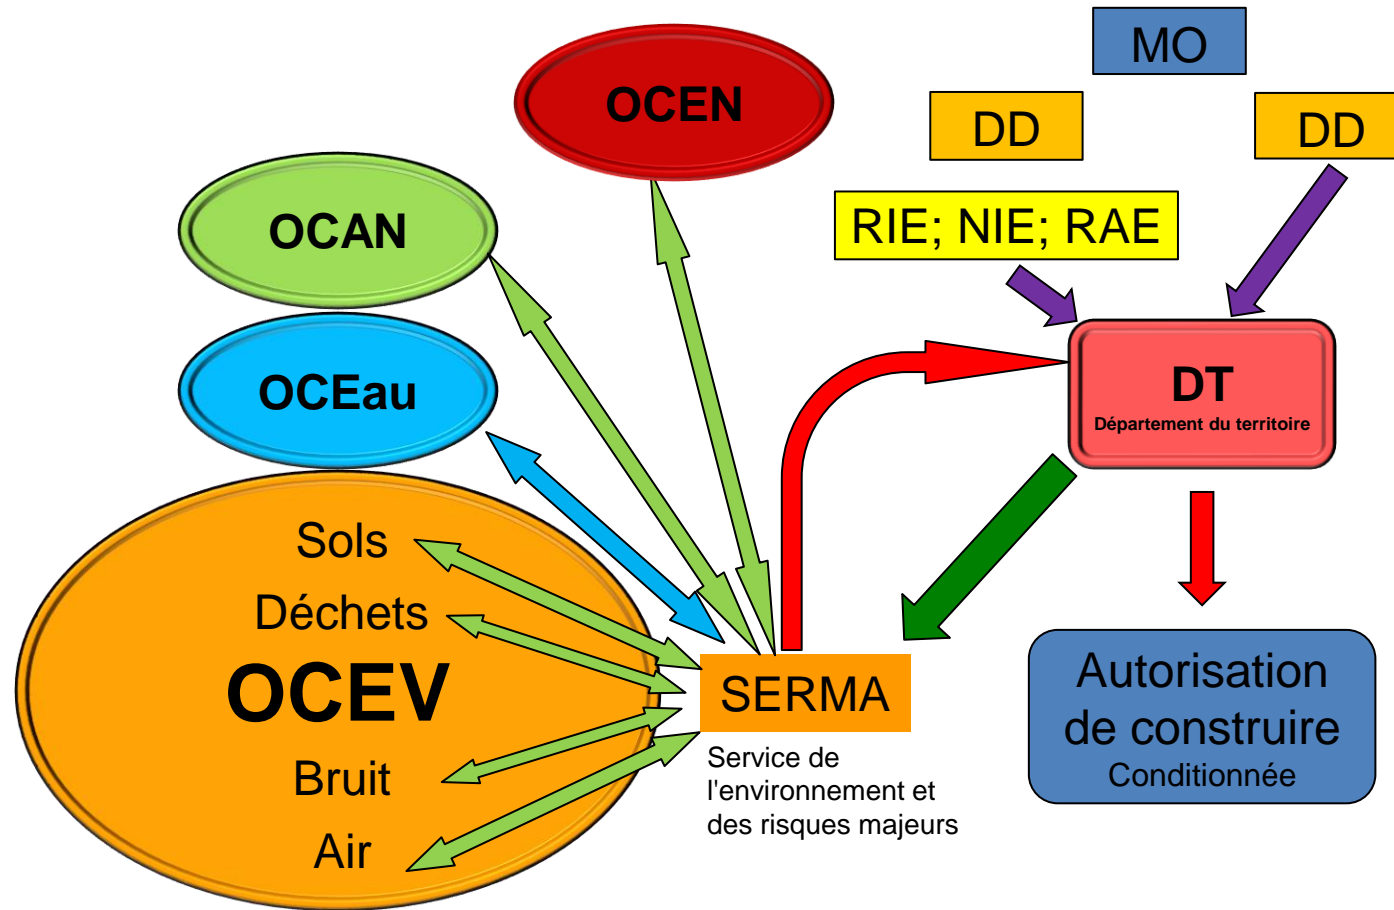 MO
OCEN
DD
DD
OCAN
RIE; NIE; RAE
OCEau
DT
Département du territoire
Sols
Déchets
OCEV
Bruit
Air
SERMA
Service de
l'environnement et
des risques majeurs
Autorisation
de construire
Conditionnée